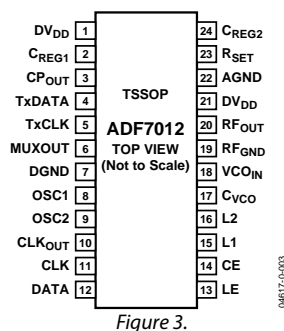 DVDD 1
CREG1 2
CPOUT 3
TxDATA 4
TxCLK 5
MUXOUT 6
DGND 7
OSC1 8
OSC2 9
CLKOUT 10
CLK 11
DATA 12
TSSOP
ADF7012
TOP VIEW
(Not to Scale)
24 CREG2
23 RSET
22 AGND
21 DVDD
20 RFOUT
19 RFGND
18 VCOIN
17 CVCO
16 L2
15 L1
14 CE
13 LE
04617-0-003
Figure 3.